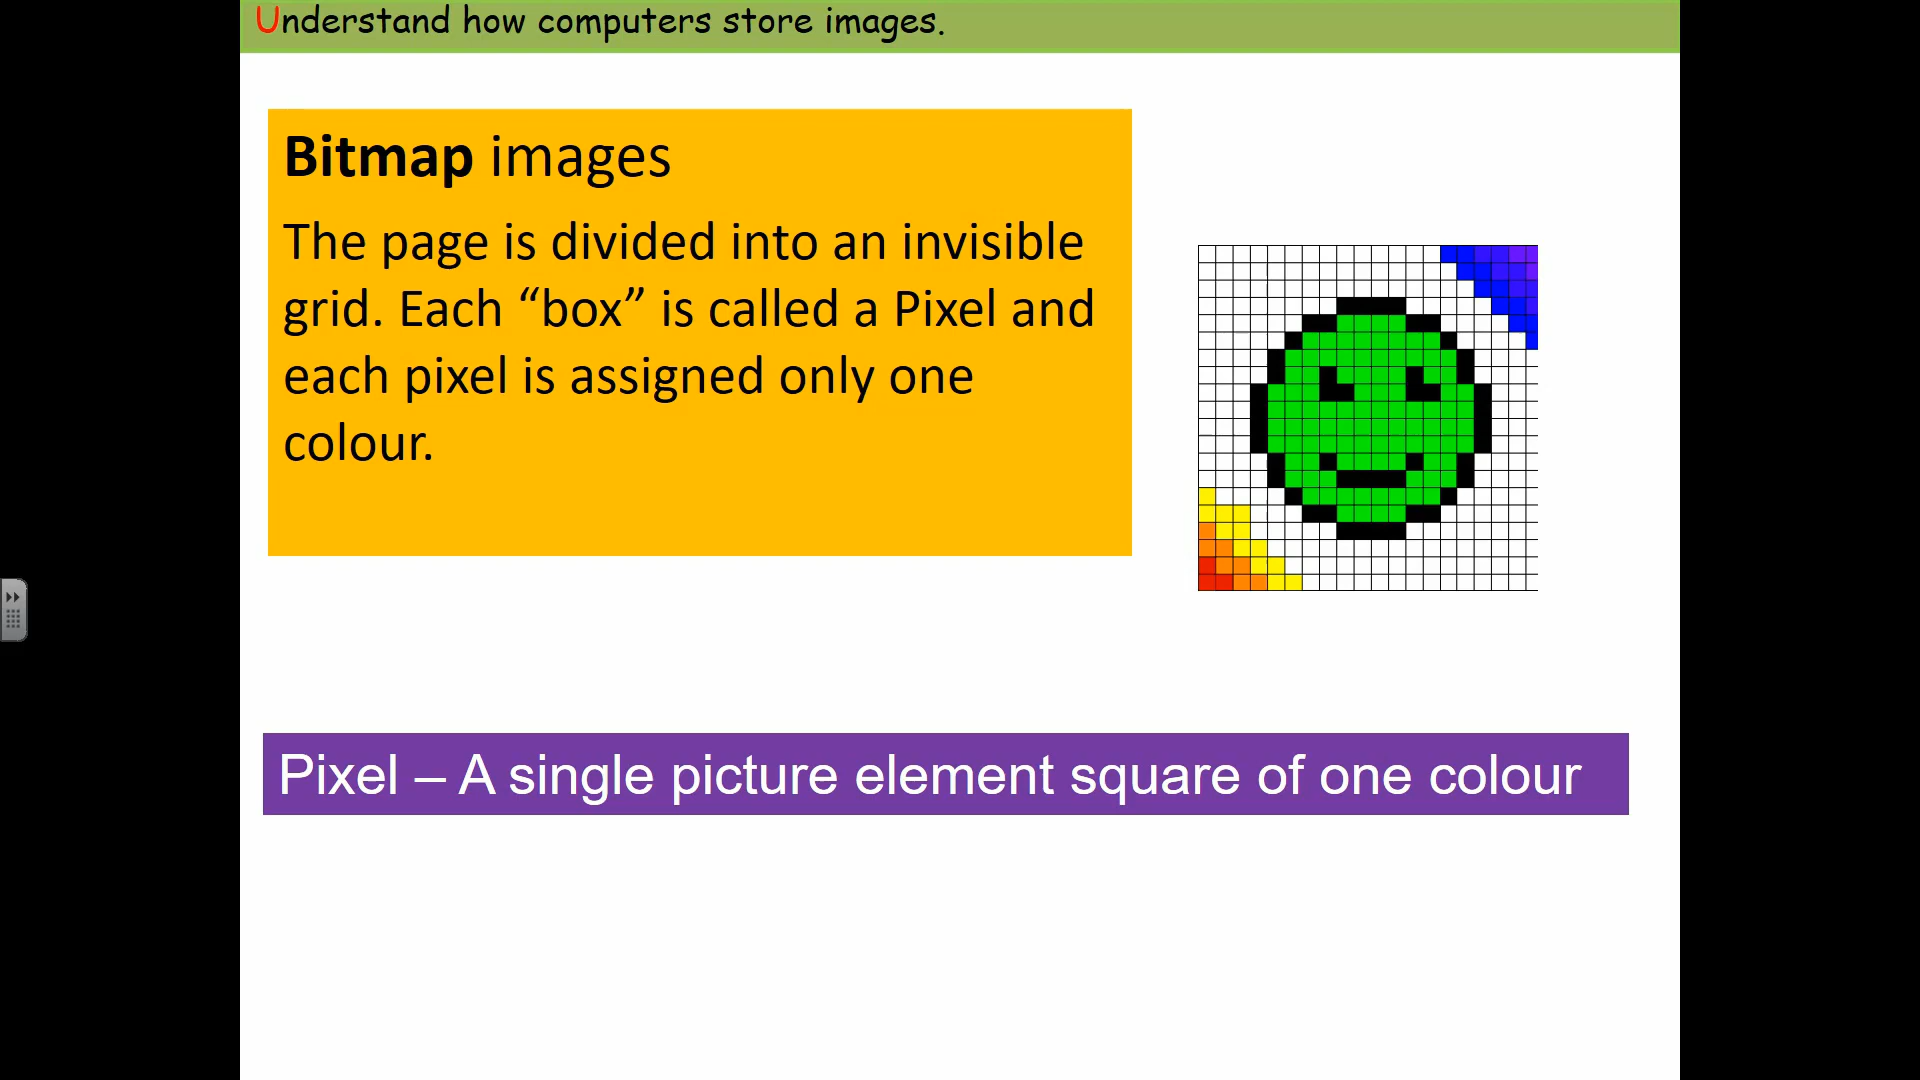 Understand how computers store images.
Bitmap images
The page is divided into an invisible
grid. Each “box” is called a Pixel and
each pixel is assigned only one
colour.
Pixel – A single picture element square of one colour